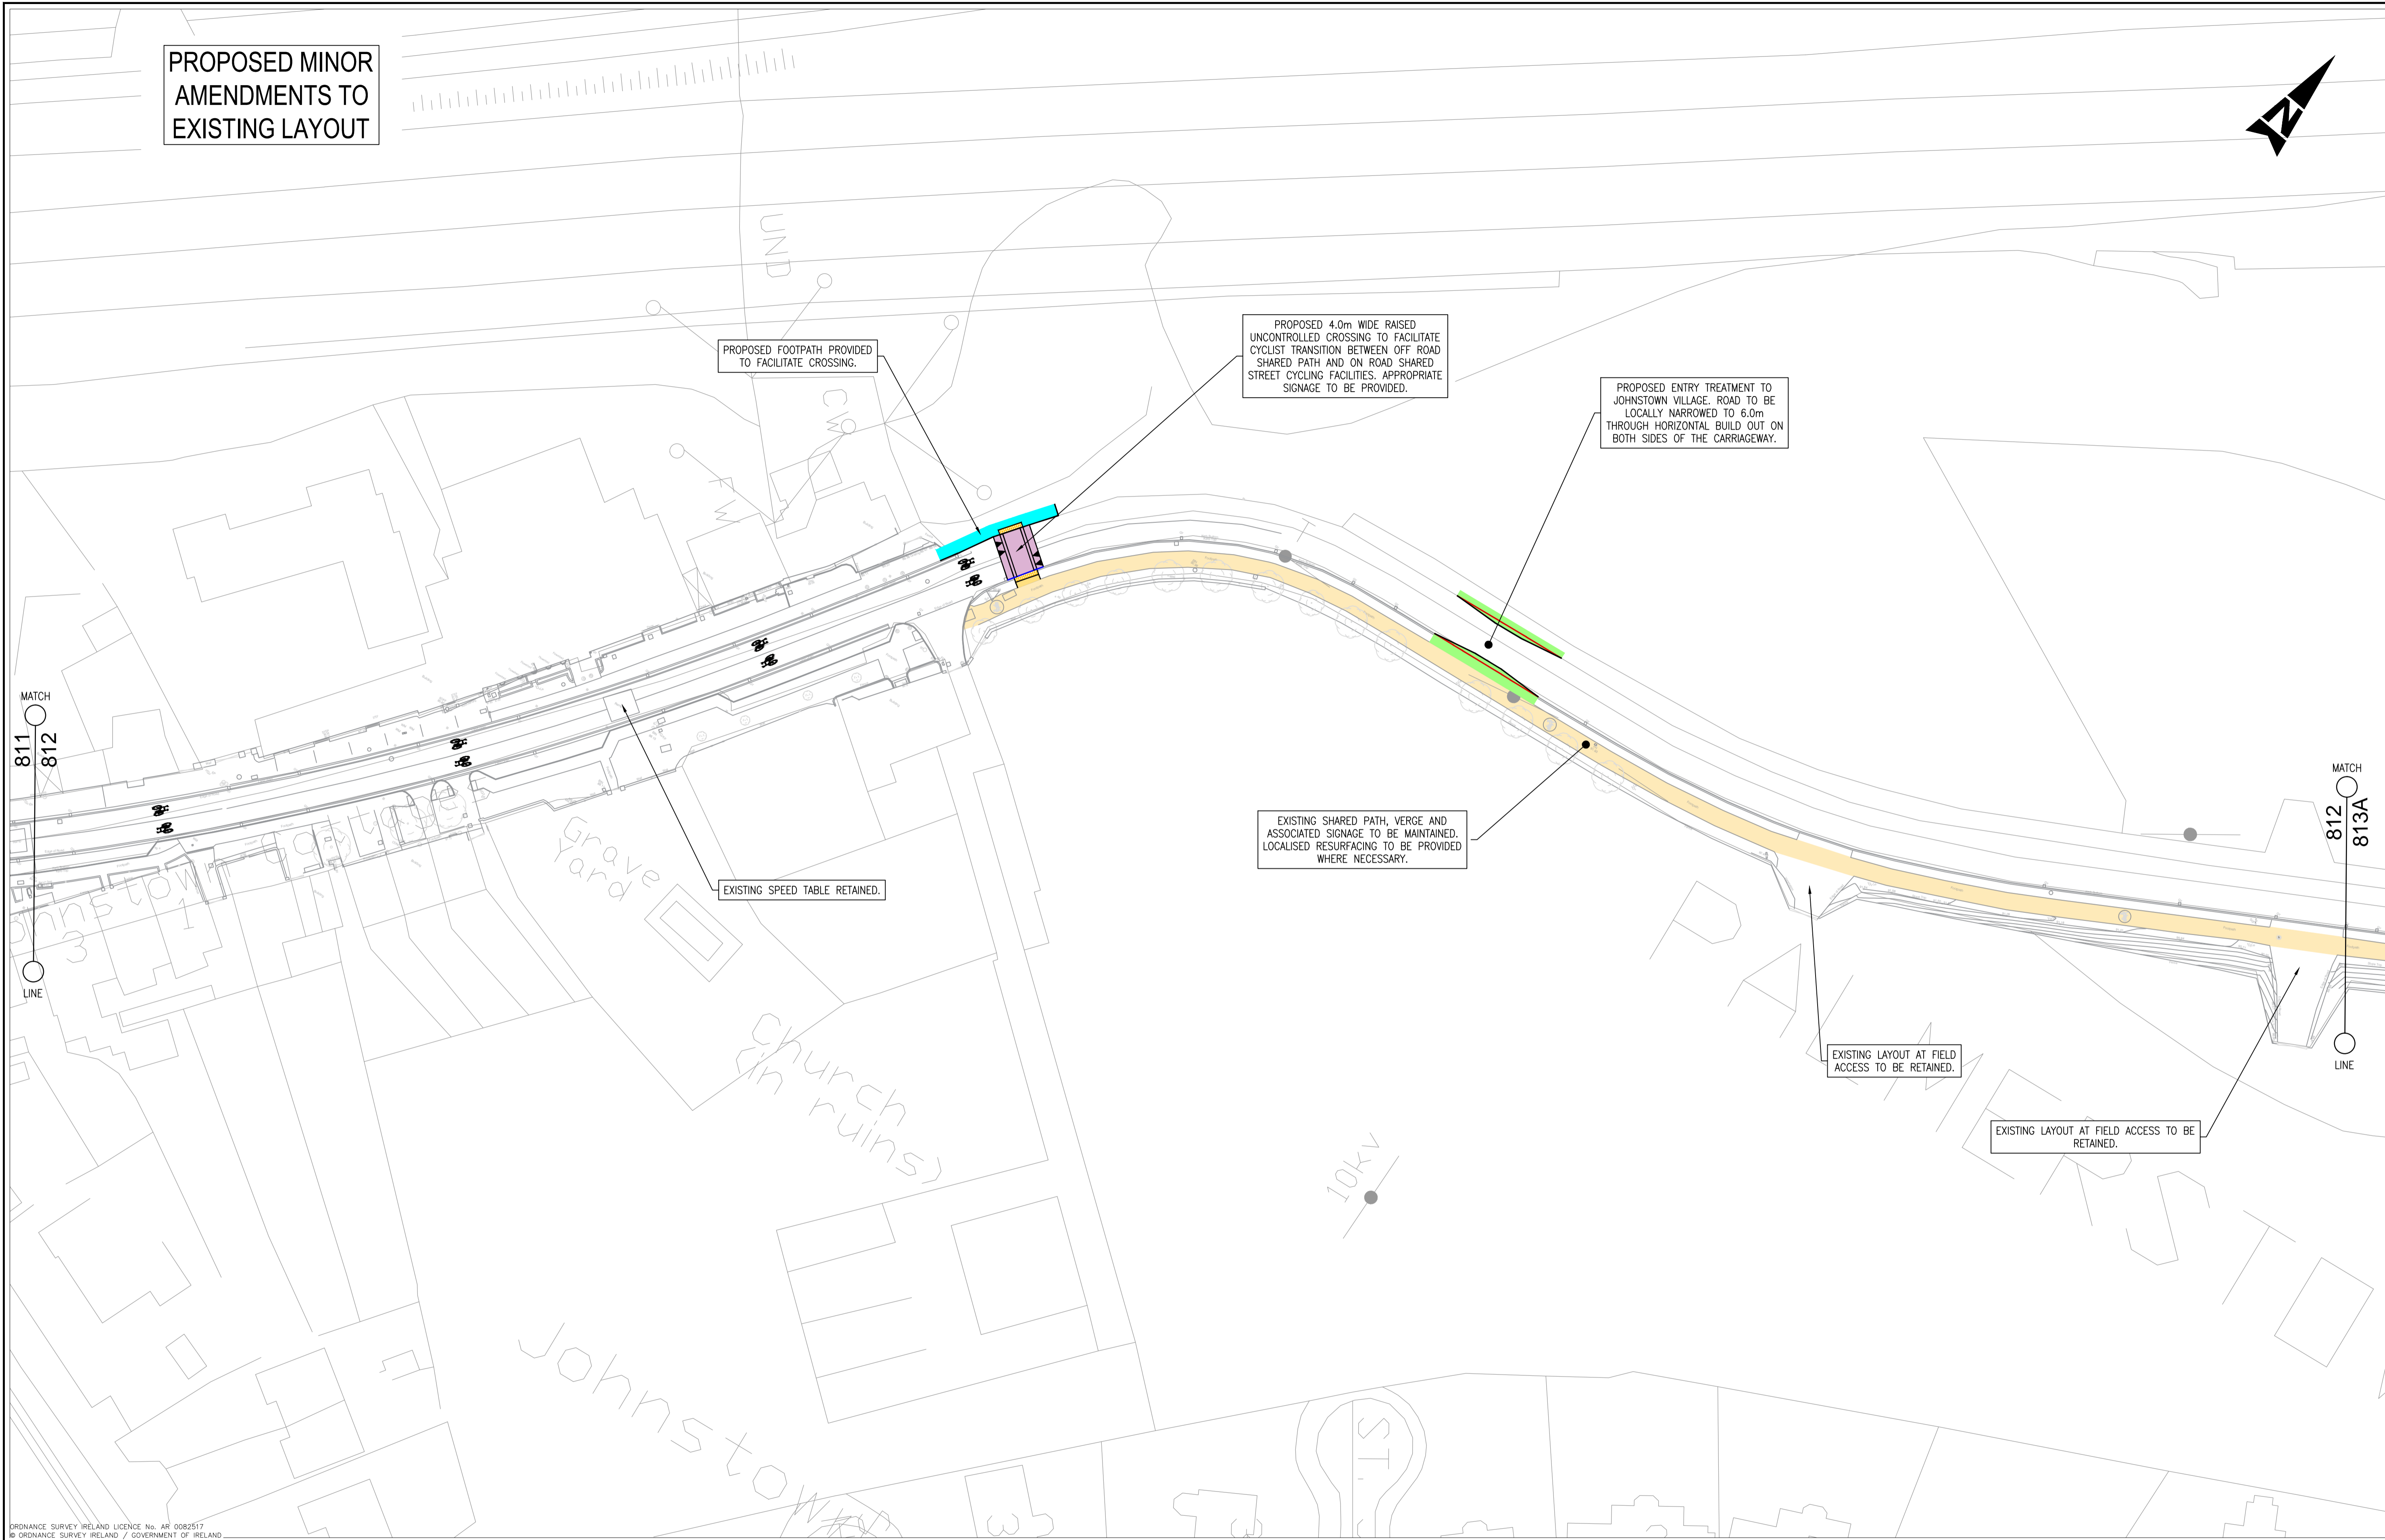 PROPOSED MINOR
AMENDMENTS TO
EXISTING LAYOUT
N
UND
PROPOSED FOOTPATH PROVIDED
TO FACILITATE CROSSING.
PROPOSED 4.0m WIDE RAISED
UNCONTROLLED CROSSING TO FACILITATE
CYCLIST TRANSITION BETWEEN OFF ROAD
SHARED PATH AND ON ROAD SHARED
STREET CYCLING FACILITIES. APPROPRIATE
SIGNAGE TO BE PROVIDED.
PROPOSED ENTRY TREATMENT TO
JOHNSTOWN VILLAGE. ROAD TO BE
LOCALLY NARROWED TO 6.0m
THROUGH HORIZONTAL BUILD OUT ON
BOTH SIDES OF THE CARRIAGEWAY.
CW
FW
T
MATCH
811
812
LINE
EXISTING SPEED TABLE RETAINED.
Grave
Yard
EXISTING SHARED PATH, VERGE AND
ASSOCIATED SIGNAGE TO BE MAINTAINED.
LOCALISED RESURFACING TO BE PROVIDED
WHERE NECESSARY.
MATCH
812
813A
LINE
Church
(in ruins)
PALMERSTO
EXISTING LAYOUT AT FIELD
ACCESS TO BE RETAINED.
EXISTING LAYOUT AT FIELD ACCESS TO BE
RETAINED.
10kv
Johnstown
ORDNANCE SURVEY IRELAND LICENCE No. AR 0082517
© ORDNANCE SURVEY IRELAND / GOVERNMENT OF IRELAND